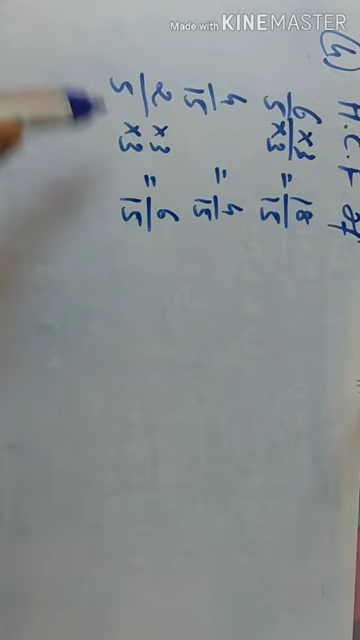 Made with KINEMASTER
(4) H.C.F of
6×3/5×3 = 18/15
4/15 = 4/15
2×3/5×3 = 6/15